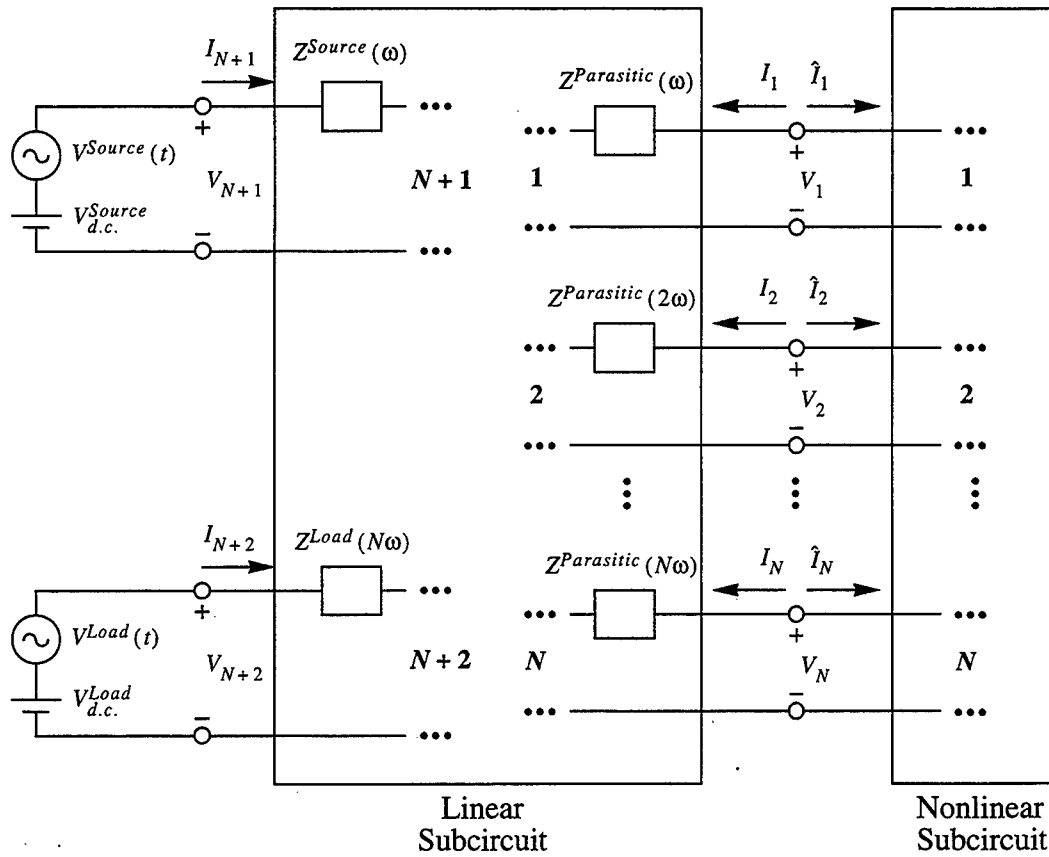 I_{N+1}
Z^{Source}(ω)
Z^{Parasitic}(ω)
I_1 Î_1
•••
•••
•••
+
+
V^{Source}(t)
V_{N+1}
N+1
1
V_1
1
V_{d.c.}^{Source}
−
−
•••
•••
•••
Z^{Parasitic}(2ω)
I_2 Î_2
•••
•••
+
2
V_2
2
−
•••
•••
I_{N+2}
Z^{Load}(Nω)
Z^{Parasitic}(Nω)
I_N Î_N
•••
•••
•••
+
+
V^{Load}(t)
V_{N+2}
N+2
N
V_N
N
V_{d.c.}^{Load}
−
−
•••
•••
•••
Linear
Subcircuit
Nonlinear
Subcircuit